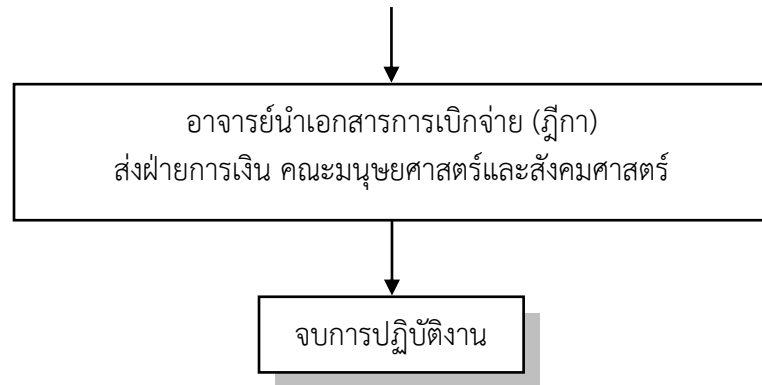 อาจารย์นำเอกสารการเบิกจ่าย (ฎีกา)
ส่งฝ่ายการเงิน คณะมนุษยศาสตร์และสังคมศาสตร์
จบการปฏิบัติงาน